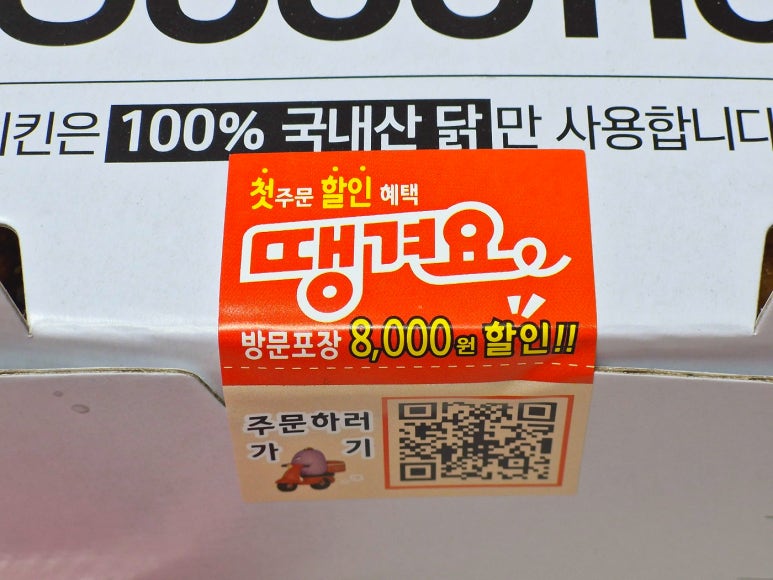 킨은 100% 국내산 닭만 사용합니다
첫주문 할인 혜택
땡겨요
방문포장 8,000원 할인!!
주문하러
가기